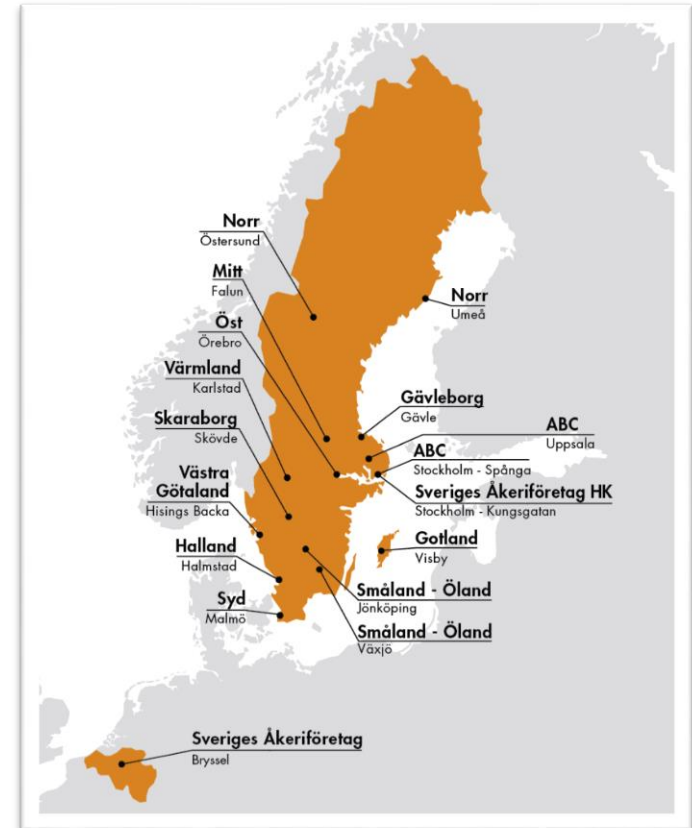 Norr
Östersund
Mitt
Falun
Öst
Örebro
Värmland
Karlstad
Skaraborg
Skövde
Västra
Götaland
Hisings Backa
Halland
Halmstad
Syd
Malmö
Norr
Umeå
Gävleborg
Gävle
ABC
Uppsala
ABC
Stockholm - Spånga
Sveriges Åkeriföretag HK
Stockholm - Kungsgatan
Gotland
Visby
Småland - Öland
Jönköping
Småland - Öland
Växjö
Sveriges Åkeriföretag
Bryssel